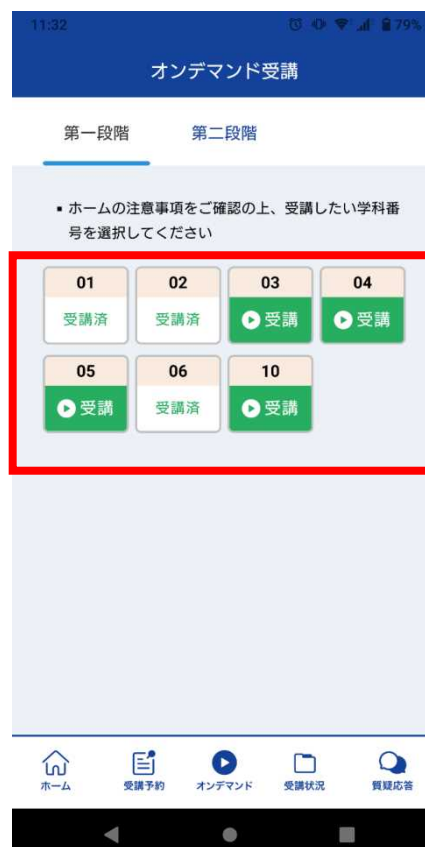 11:32
79%
オンデマンド受講
第一段階 第二段階
▪ ホームの注意事項をご確認の上、受講したい学科番
号を選択してください
01 02 03 04
受講済 受講済 受講 受講
05 06 10
受講 受講済 受講
ホーム 受講予約 オンデマンド 受講状況 質疑応答